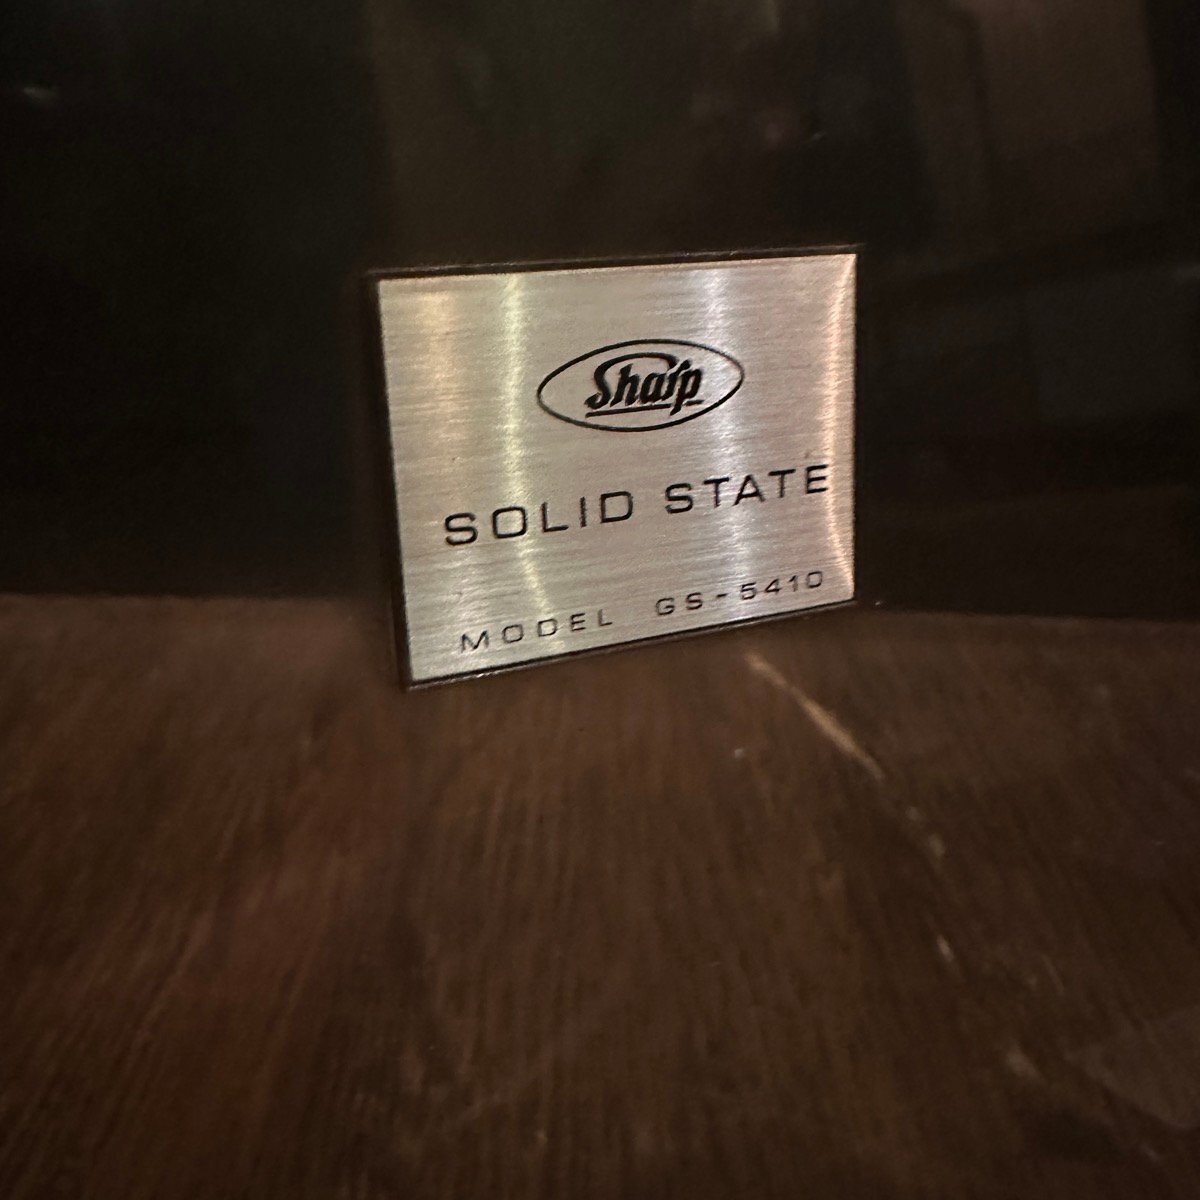 Sharp
SOLID STATE
MODEL GS-5410